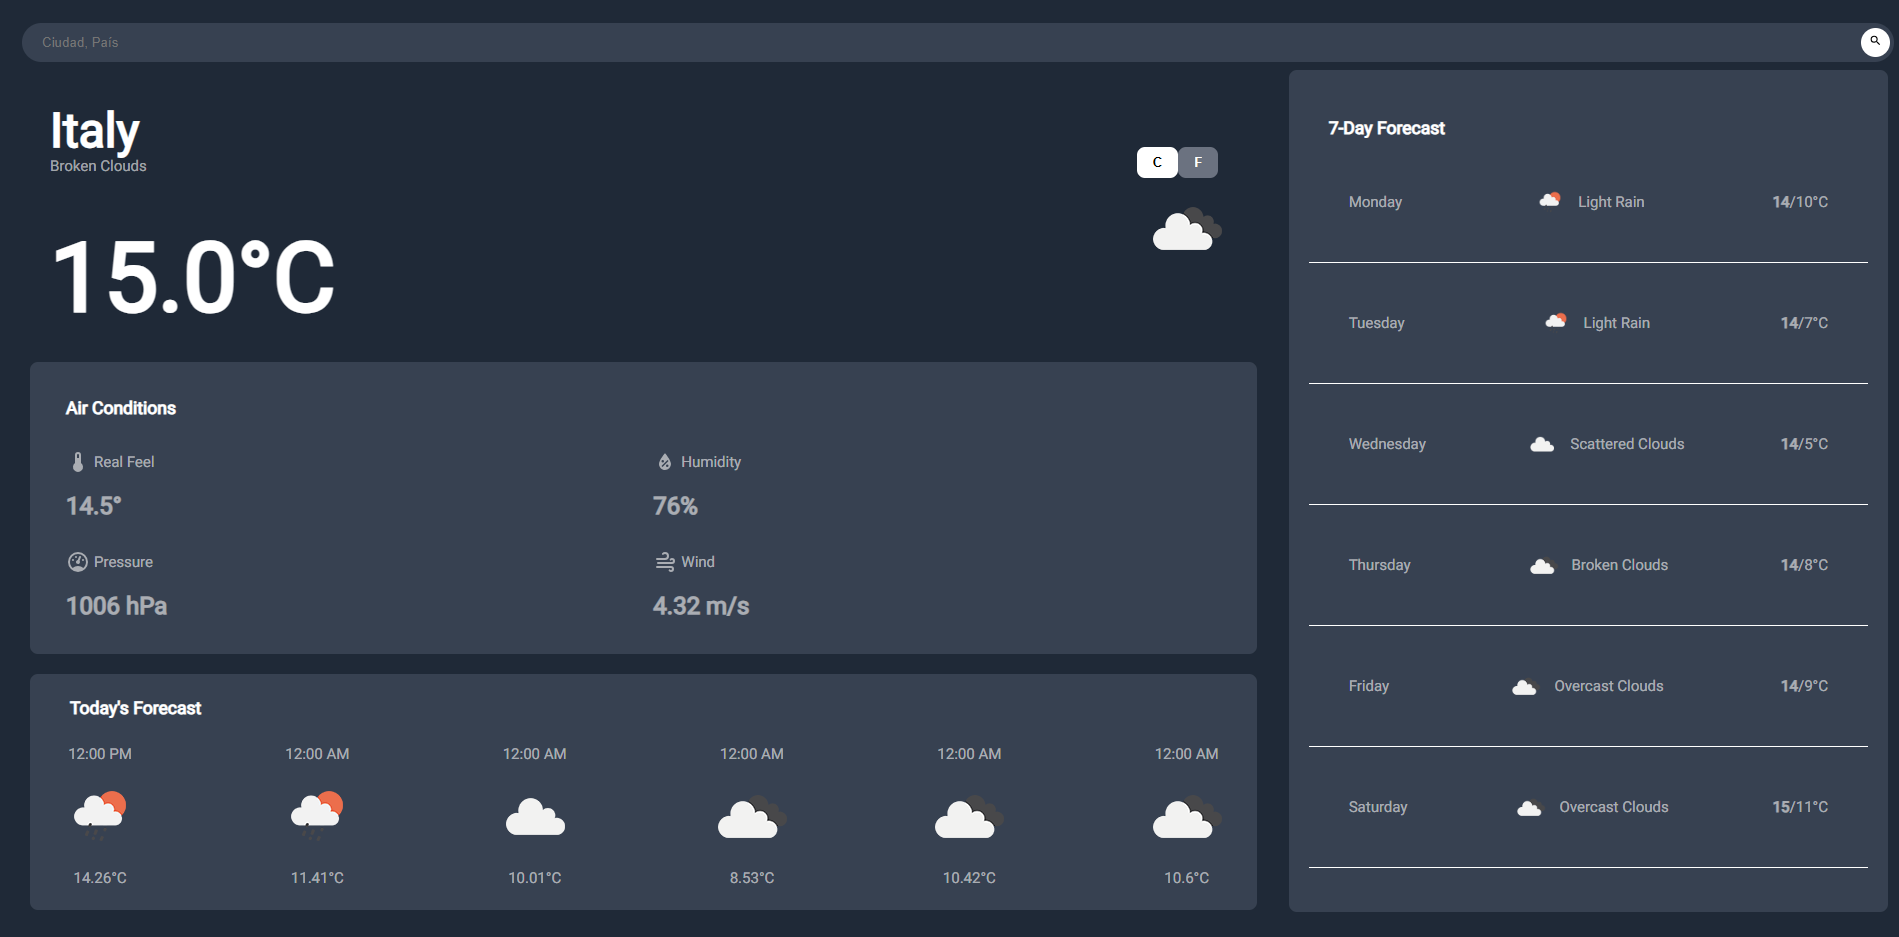 Ciudad, País
Italy
Broken Clouds
C F
15.0°C
Air Conditions
Real Feel
14.5°
Humidity
76%
Pressure
1006 hPa
Wind
4.32 m/s
Today's Forecast
12:00 PM 12:00 AM 12:00 AM 12:00 AM 12:00 AM 12:00 AM
14.26°C 11.41°C 10.01°C 8.53°C 10.42°C 10.6°C
7-Day Forecast
Monday Light Rain 14/10°C
Tuesday Light Rain 14/7°C
Wednesday Scattered Clouds 14/5°C
Thursday Broken Clouds 14/8°C
Friday Overcast Clouds 14/9°C
Saturday Overcast Clouds 15/11°C